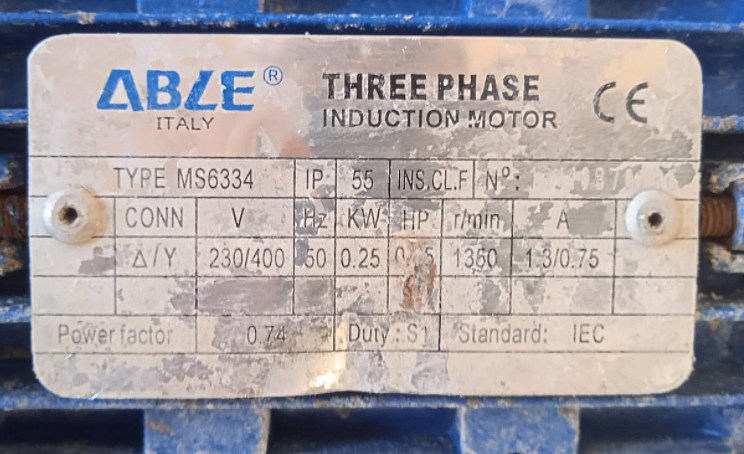 ABLE®
ITALY
THREE PHASE
INDUCTION MOTOR
CE
TYPE MS6334 IP 55 INS.CL.F Nº:
CONN V Hz KW HP r/min A
Δ/Y 230/400 50 0.25 1350 1.3/0.75
Power factor 0.74 Duty: S1 Standard: IEC